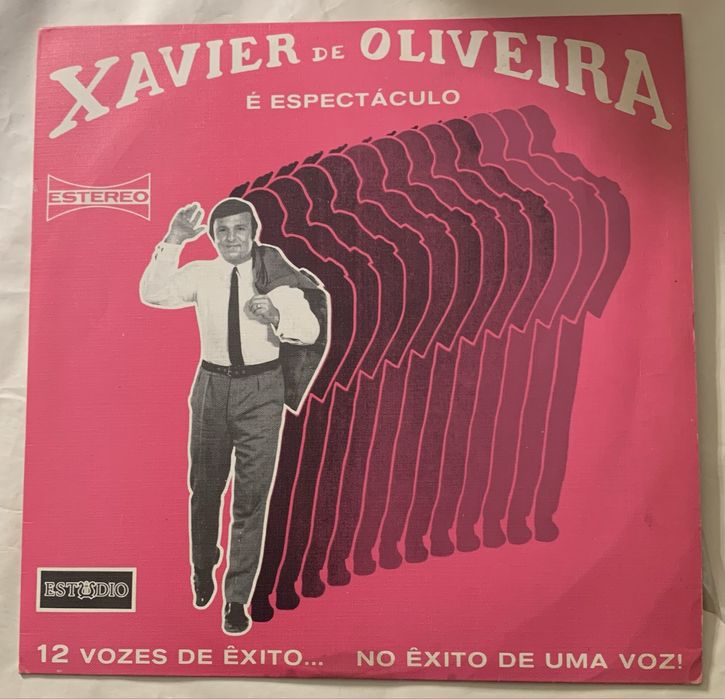 XAVIER DE OLIVEIRA
É ESPECTÁCULO
ESTEREO
ESTÚDIO
12 VOZES DE ÊXITO... NO ÊXITO DE UMA VOZ!